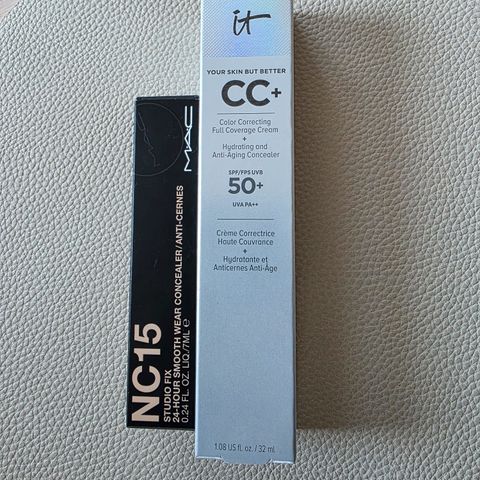 it
YOUR SKIN BUT BETTER
CC+
Color Correcting
Full Coverage Cream
+
Hydrating and
Anti-Aging Concealer
SPF/FPS UVB
50+
UVA PA++
Crème Correctrice
Haute Couvrance
+
Hydratante et
Anticernes Anti-Âge
1.08 US fl. oz. / 32 ml
MAC
NC15
STUDIO FIX
24-HOUR SMOOTH WEAR CONCEALER/ANTI-CERNES
0.24 FL. OZ. LIQ./7ML ℮